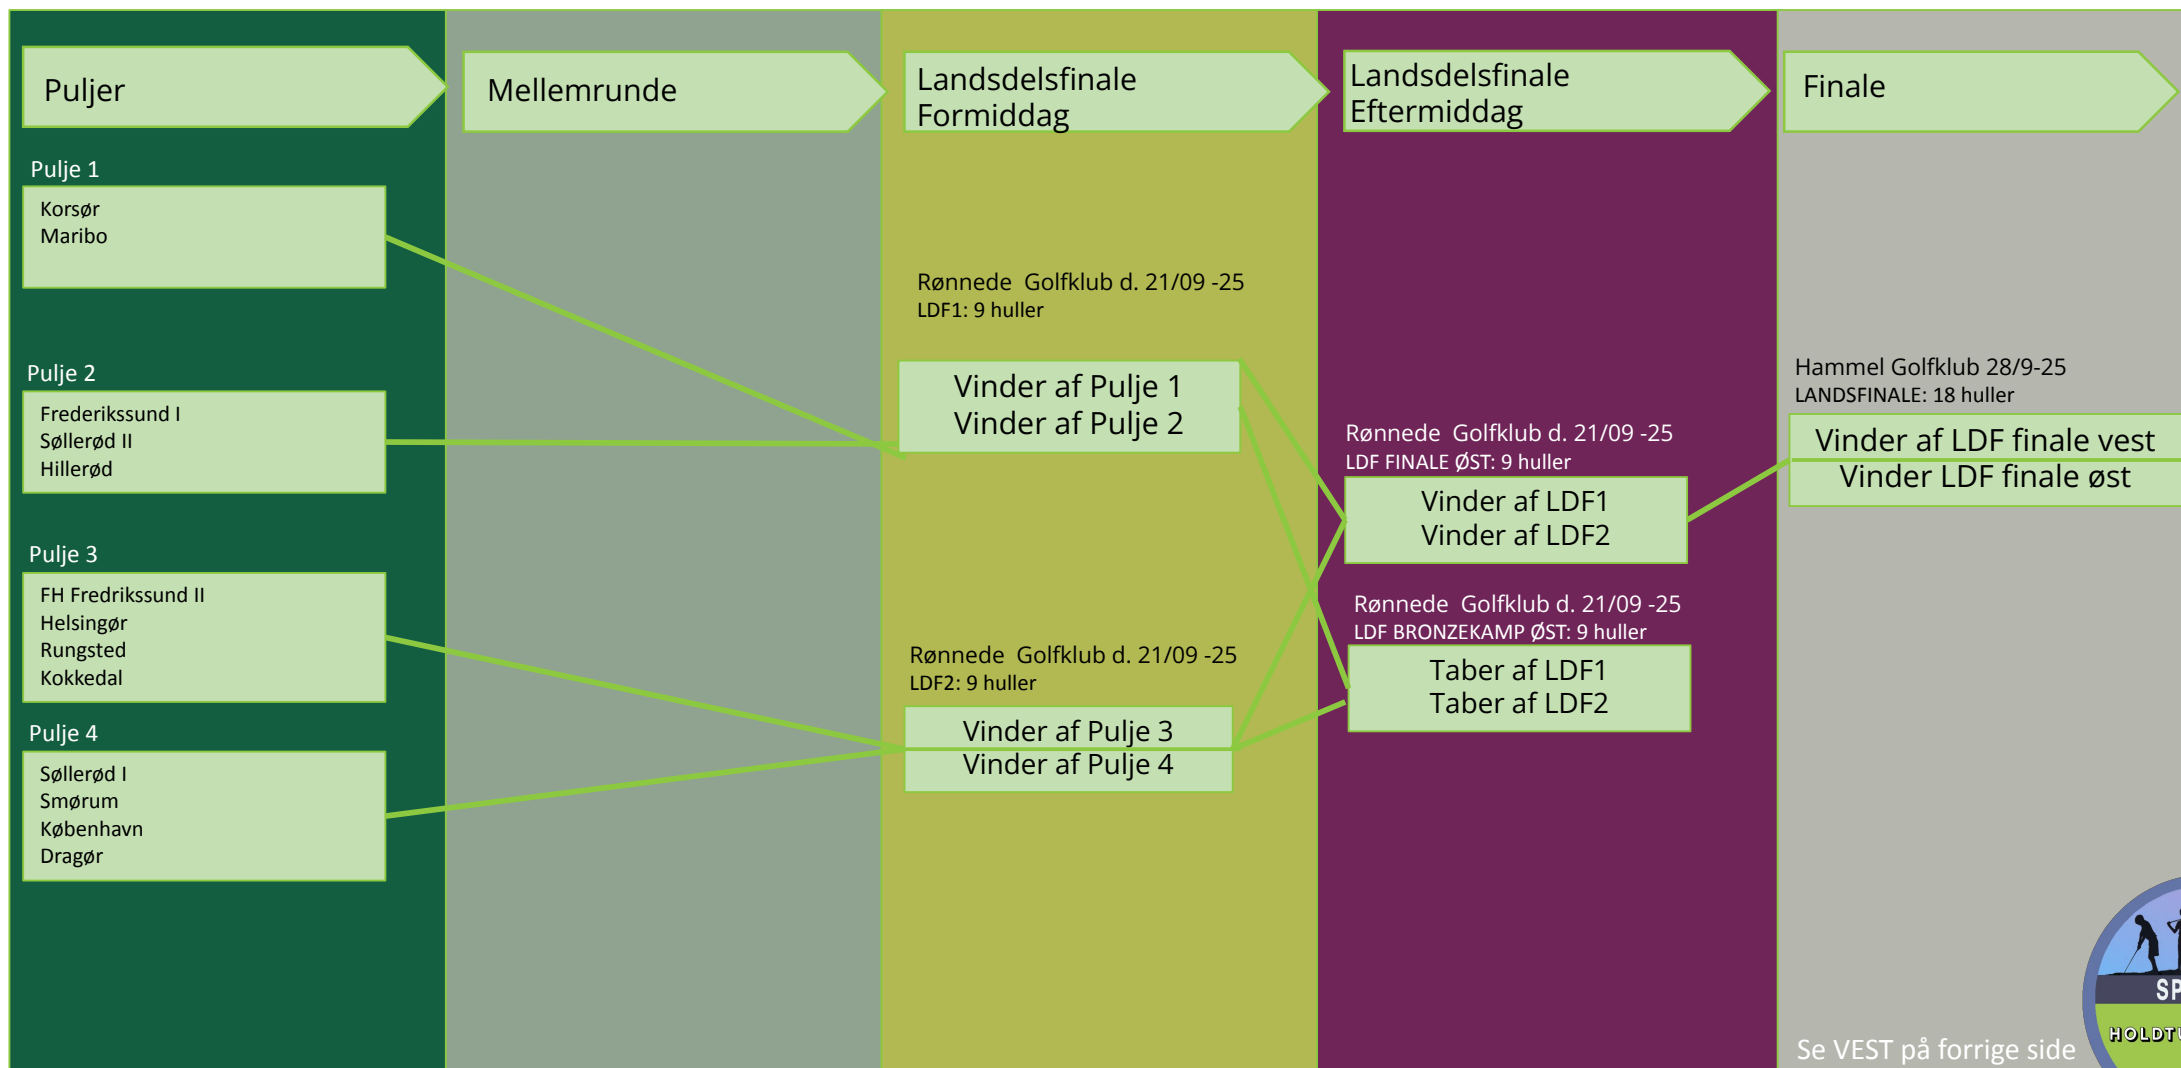 Puljer
Mellemrunde
Landsdelsfinale
Formiddag
Landsdelsfinale
Eftermiddag
Finale
Pulje 1
Korsør
Maribo
Pulje 2
Frederikssund I
Søllerød II
Hillerød
Pulje 3
FH Fredrikssund II
Helsingør
Rungsted
Kokkedal
Pulje 4
Søllerød I
Smørum
København
Dragør
Rønnede Golfklub d. 21/09 -25
LDF1: 9 huller
Vinder af Pulje 1
Vinder af Pulje 2
Rønnede Golfklub d. 21/09 -25
LDF2: 9 huller
Vinder af Pulje 3
Vinder af Pulje 4
Rønnede Golfklub d. 21/09 -25
LDF FINALE ØST: 9 huller
Vinder af LDF1
Vinder af LDF2
Rønnede Golfklub d. 21/09 -25
LDF BRONZEKAMP ØST: 9 huller
Taber af LDF1
Taber af LDF2
Hammel Golfklub 28/9-25
LANDSFINALE: 18 huller
Vinder af LDF finale vest
Vinder LDF finale øst
Se VEST på forrige side